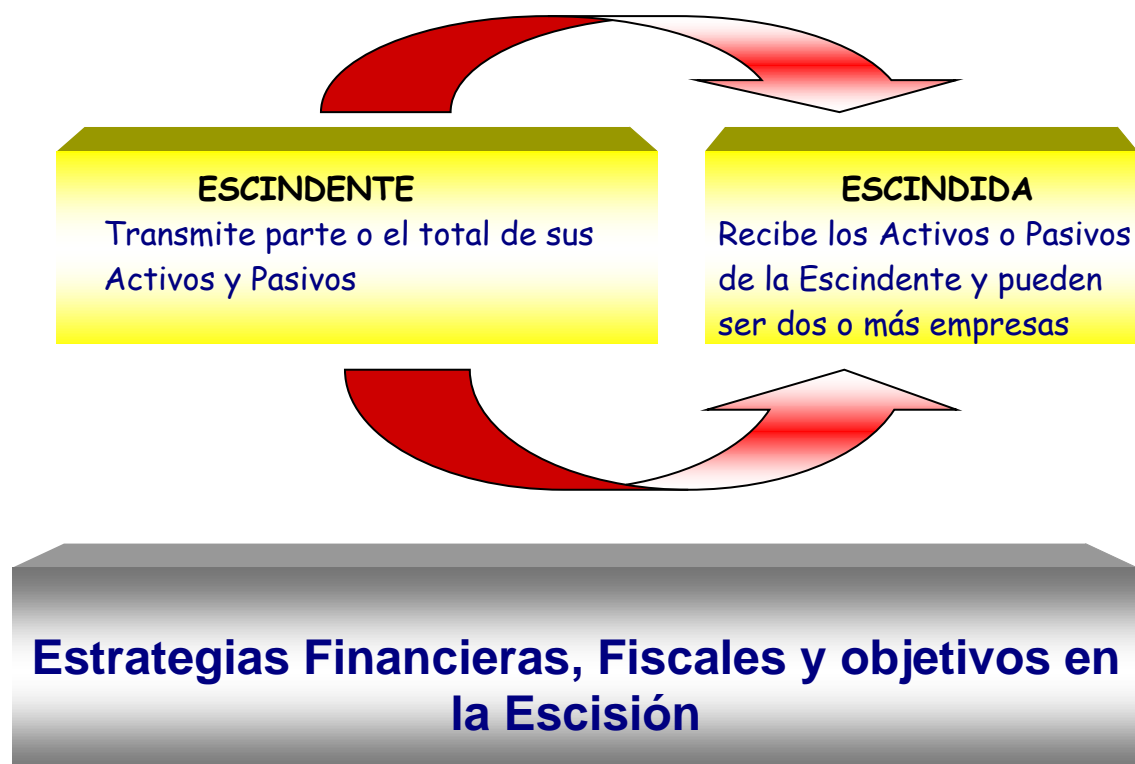 ESCINDENTE
Transmite parte o el total de sus
Activos y Pasivos
ESCINDIDA
Recibe los Activos o Pasivos
de la Escindente y pueden
ser dos o más empresas
Estrategias Financieras, Fiscales y objetivos en
la Escisión